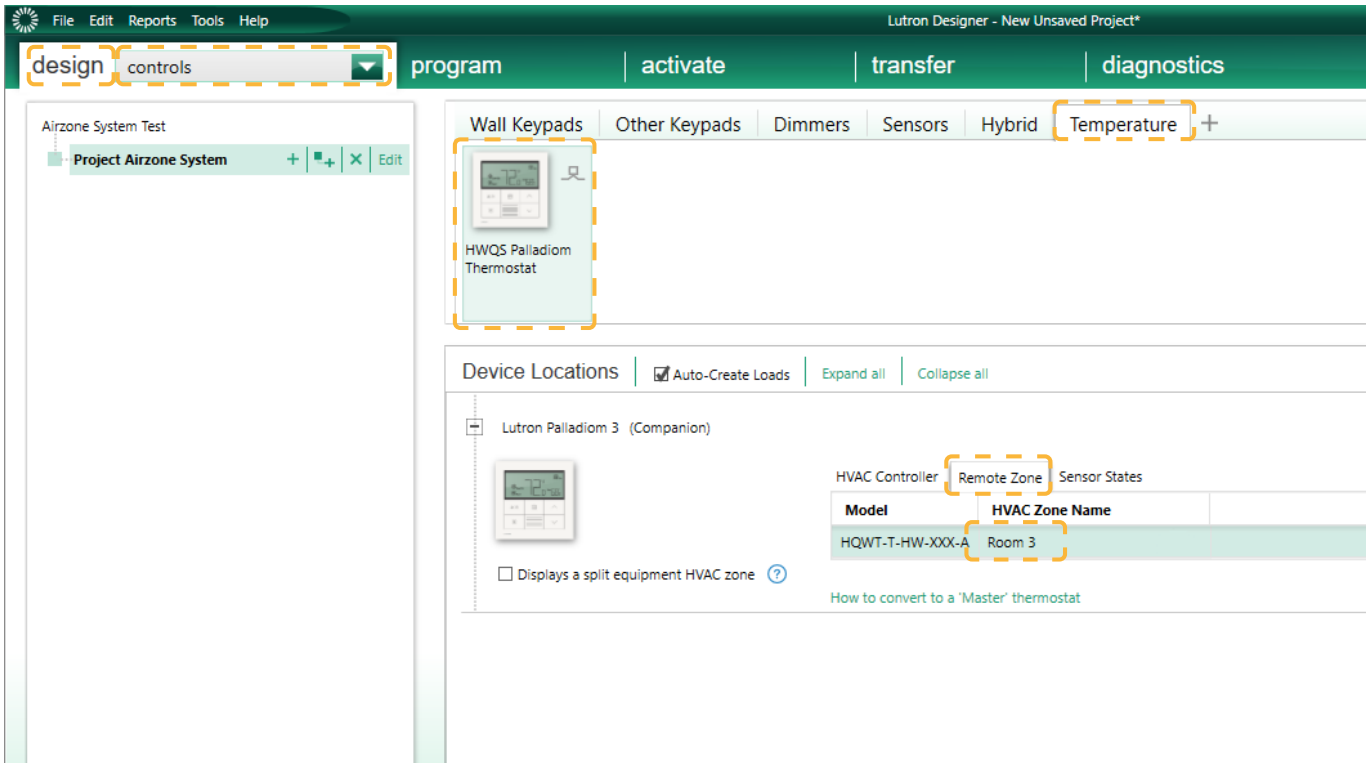 File Edit Reports Tools Help
Lutron Designer - New Unsaved Project*
design controls program activate transfer diagnostics
Airzone System Test
Project Airzone System + × Edit
Wall Keypads Other Keypads Dimmers Sensors Hybrid Temperature +
HWQS Palladiom
Thermostat
Device Locations Auto-Create Loads Expand all Collapse all
Lutron Palladiom 3 (Companion)
HVAC Controller Remote Zone Sensor States
Model HVAC Zone Name
HQWT-T-HW-XXX-A Room 3
Displays a split equipment HVAC zone ?
How to convert to a 'Master' thermostat